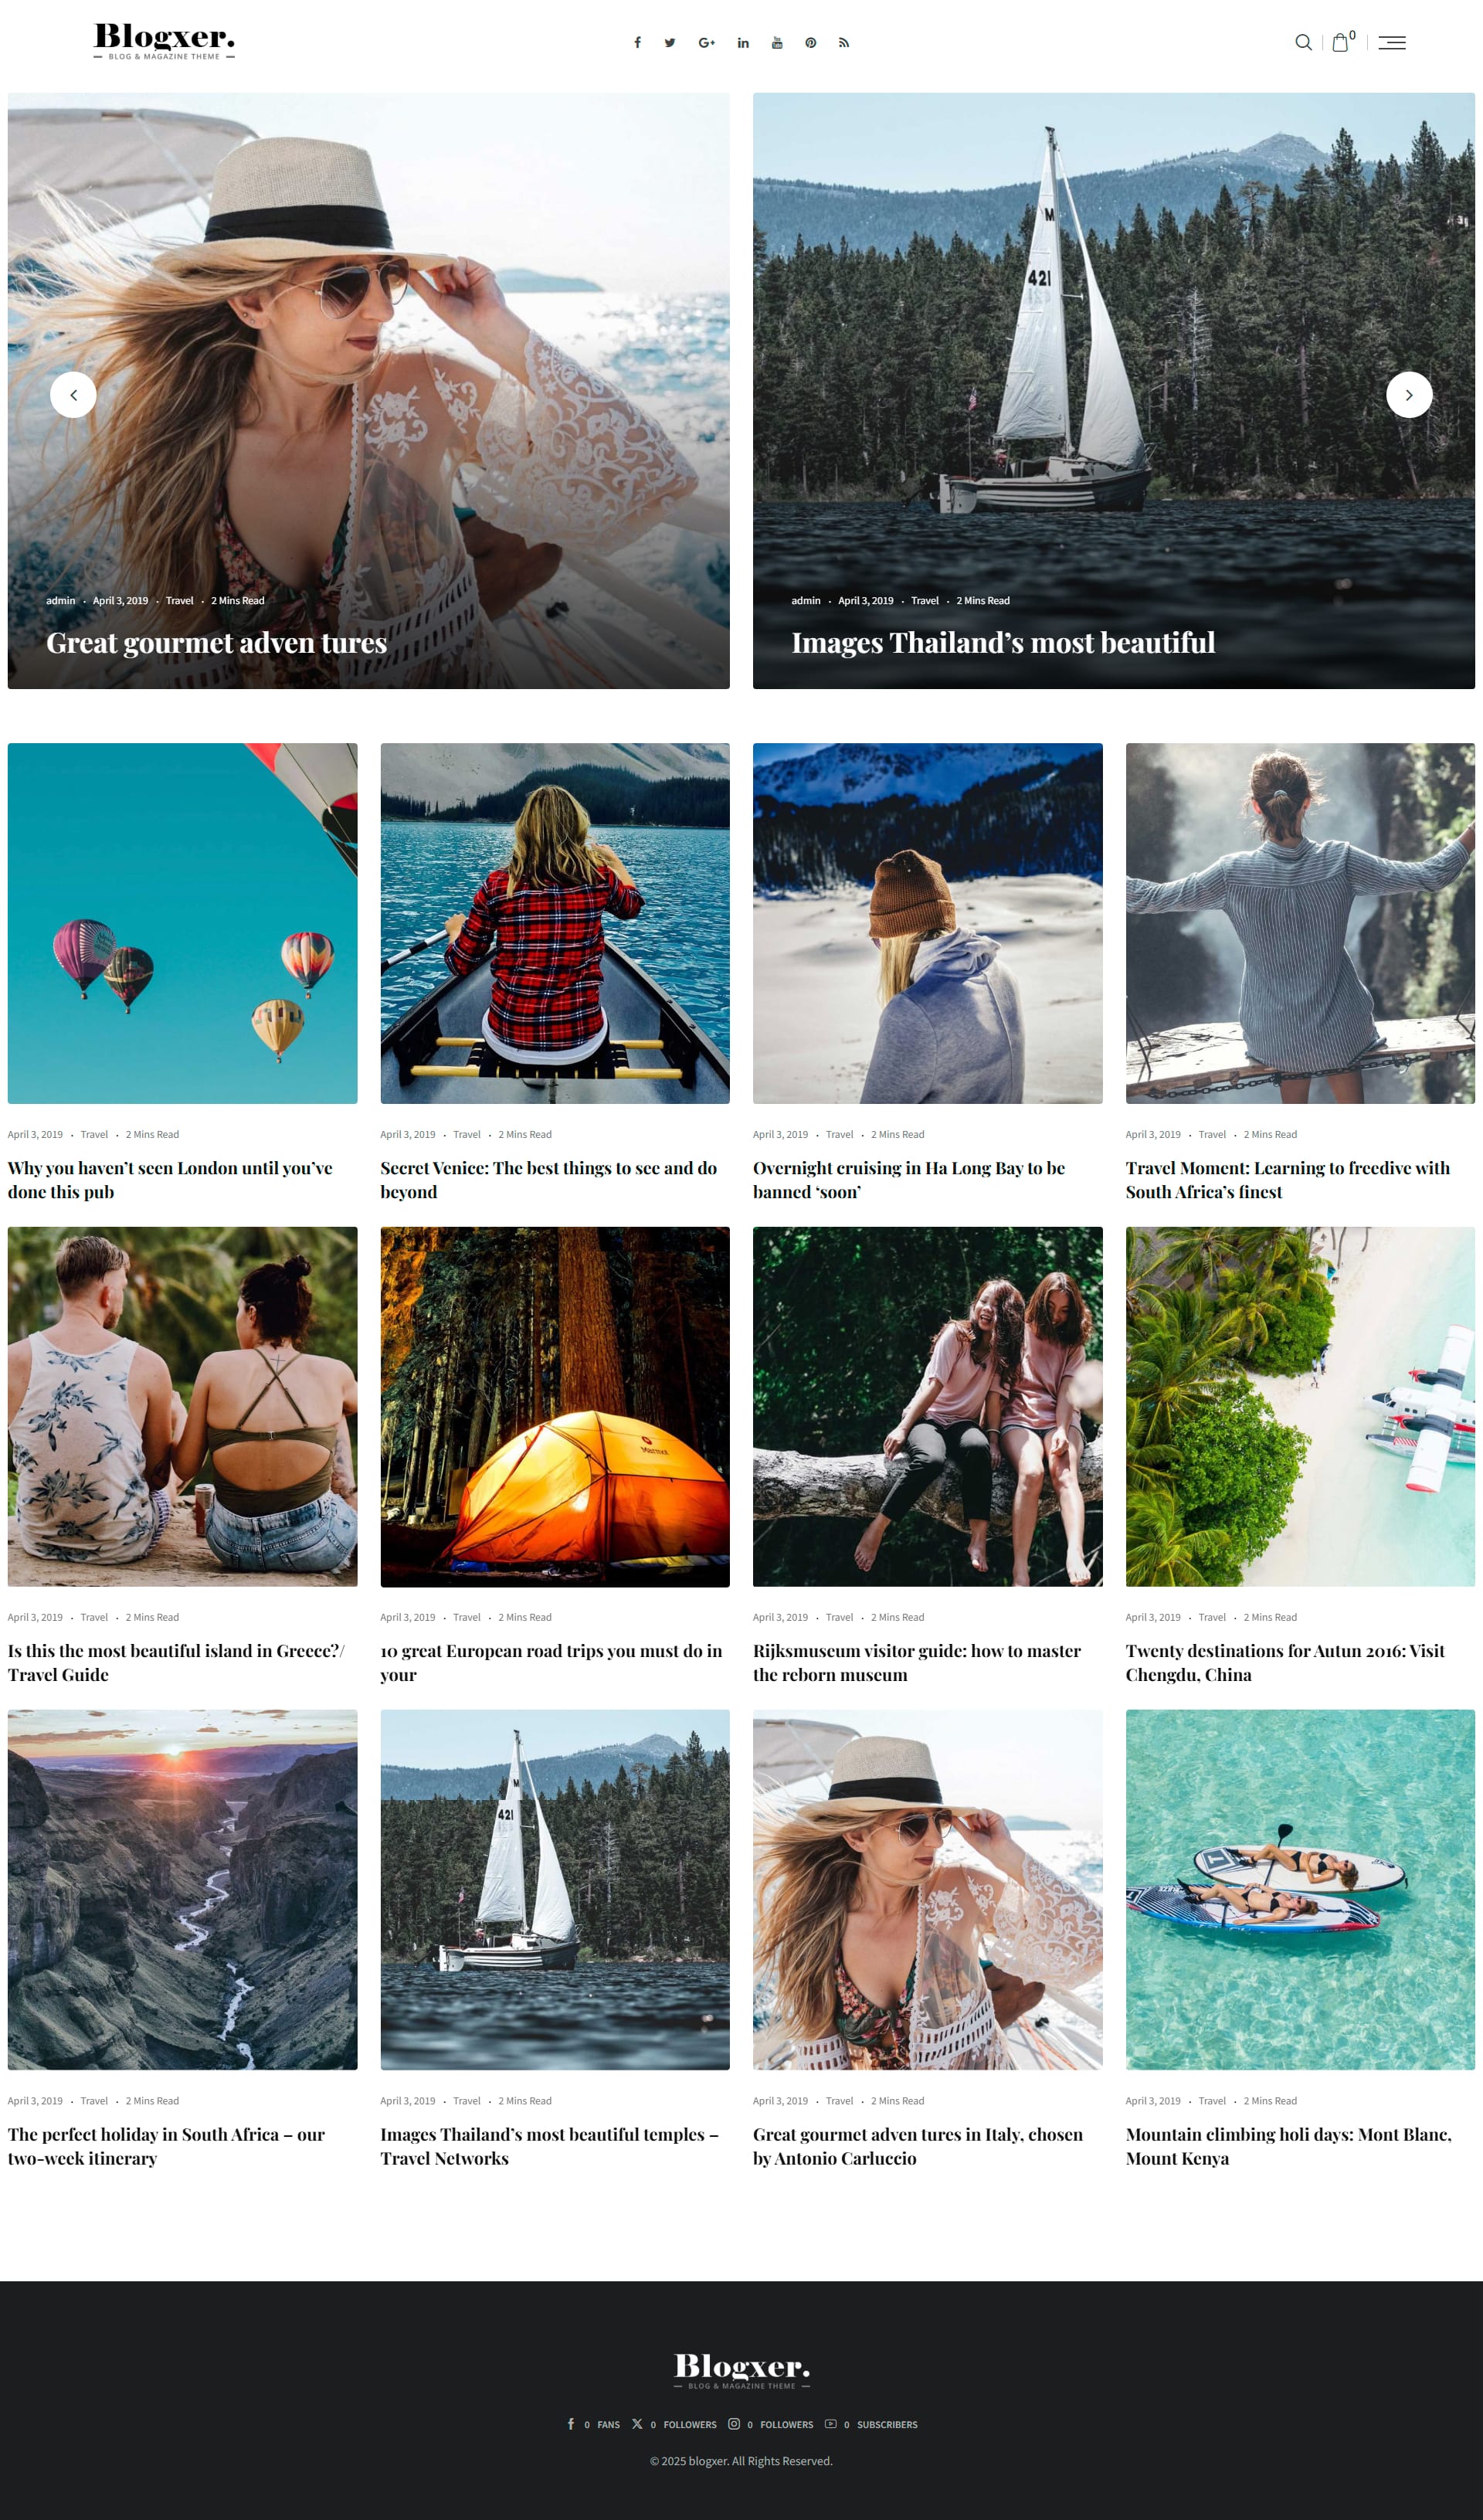 Blogxer.
BLOG & MAGAZINE THEME
0
M
421
admin • April 3, 2019 • Travel • 2 Mins Read
Great gourmet adven tures
admin • April 3, 2019 • Travel • 2 Mins Read
Images Thailand’s most beautiful
April 3, 2019 • Travel • 2 Mins Read
Why you haven’t seen London until you’ve
done this pub
April 3, 2019 • Travel • 2 Mins Read
Secret Venice: The best things to see and do
beyond
April 3, 2019 • Travel • 2 Mins Read
Overnight cruising in Ha Long Bay to be
banned ‘soon’
April 3, 2019 • Travel • 2 Mins Read
Travel Moment: Learning to freedive with
South Africa’s finest
Marmot
April 3, 2019 • Travel • 2 Mins Read
Is this the most beautiful island in Greece?/
Travel Guide
April 3, 2019 • Travel • 2 Mins Read
10 great European road trips you must do in
your
April 3, 2019 • Travel • 2 Mins Read
Rijksmuseum visitor guide: how to master
the reborn museum
April 3, 2019 • Travel • 2 Mins Read
Twenty destinations for Autun 2016: Visit
Chengdu, China
M
421
April 3, 2019 • Travel • 2 Mins Read
The perfect holiday in South Africa – our
two-week itinerary
April 3, 2019 • Travel • 2 Mins Read
Images Thailand’s most beautiful temples –
Travel Networks
April 3, 2019 • Travel • 2 Mins Read
Great gourmet adven tures in Italy, chosen
by Antonio Carluccio
April 3, 2019 • Travel • 2 Mins Read
Mountain climbing holi days: Mont Blanc,
Mount Kenya
Blogxer.
BLOG & MAGAZINE THEME
0 FANS 0 FOLLOWERS 0 FOLLOWERS 0 SUBSCRIBERS
© 2025 blogxer. All Rights Reserved.